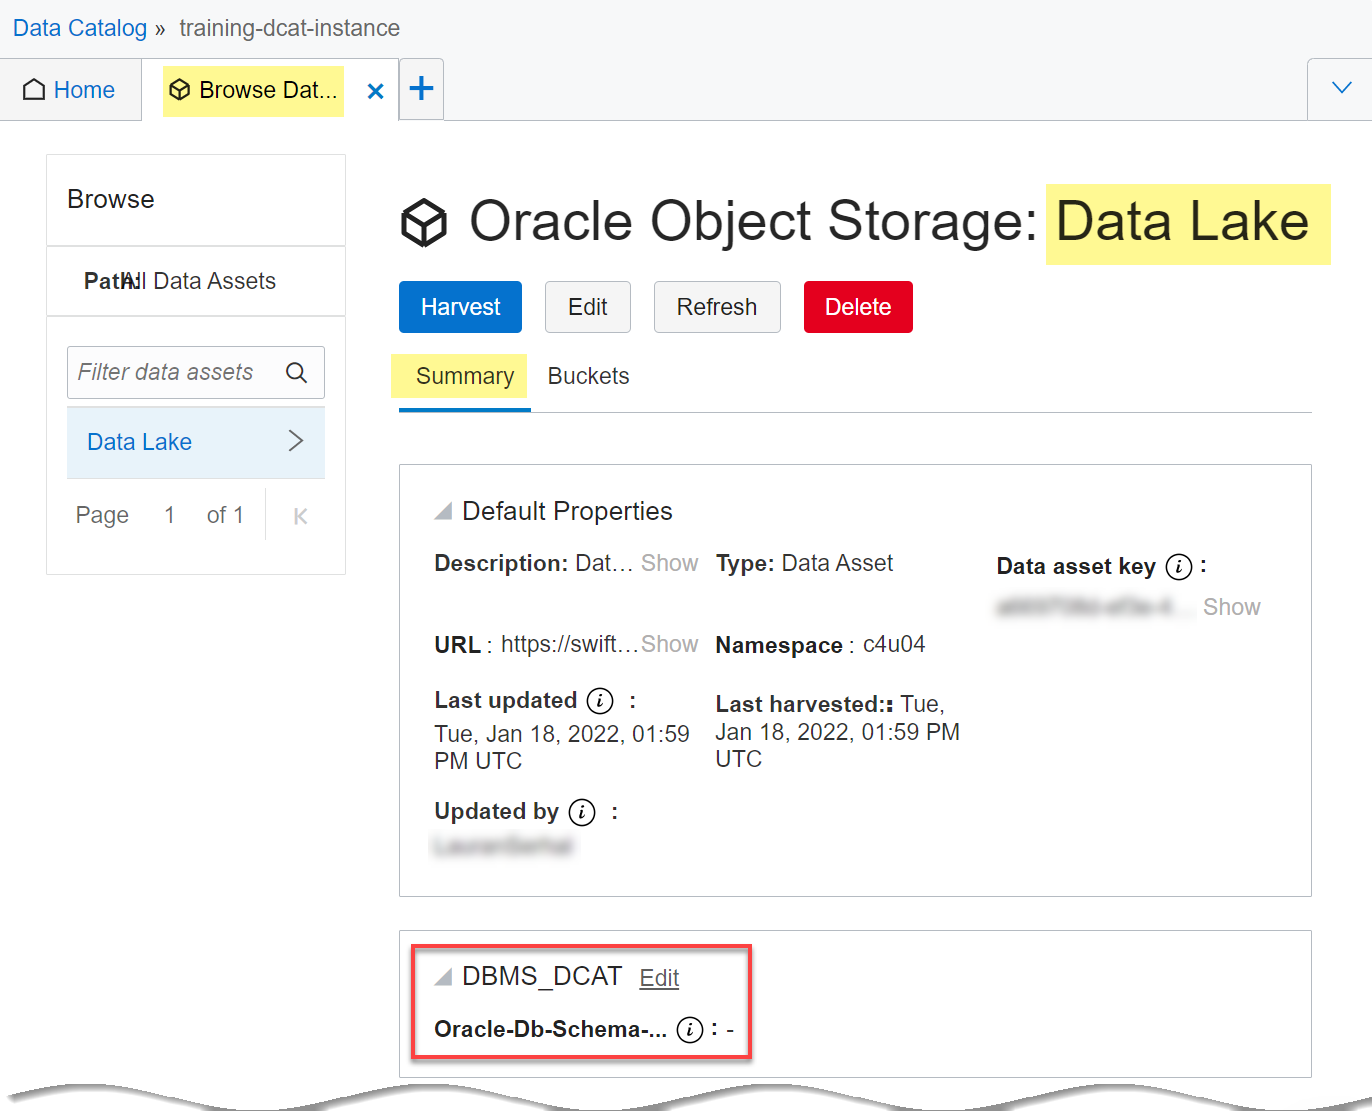 Data Catalog » training-dcat-instance
Home
Browse Dat...
Browse
Path: All Data Assets
Filter data assets
Data Lake
Page 1 of 1
Oracle Object Storage: Data Lake
Harvest Edit Refresh Delete
Summary Buckets
Default Properties
Description: Dat... Show Type: Data Asset Data asset key i :
Show
URL : https://swift... Show Namespace : c4u04
Last updated i : Last harvested:: Tue,
Tue, Jan 18, 2022, 01:59 Jan 18, 2022, 01:59 PM
PM UTC UTC
Updated by i :
DBMS_DCAT Edit
Oracle-Db-Schema-... i : -